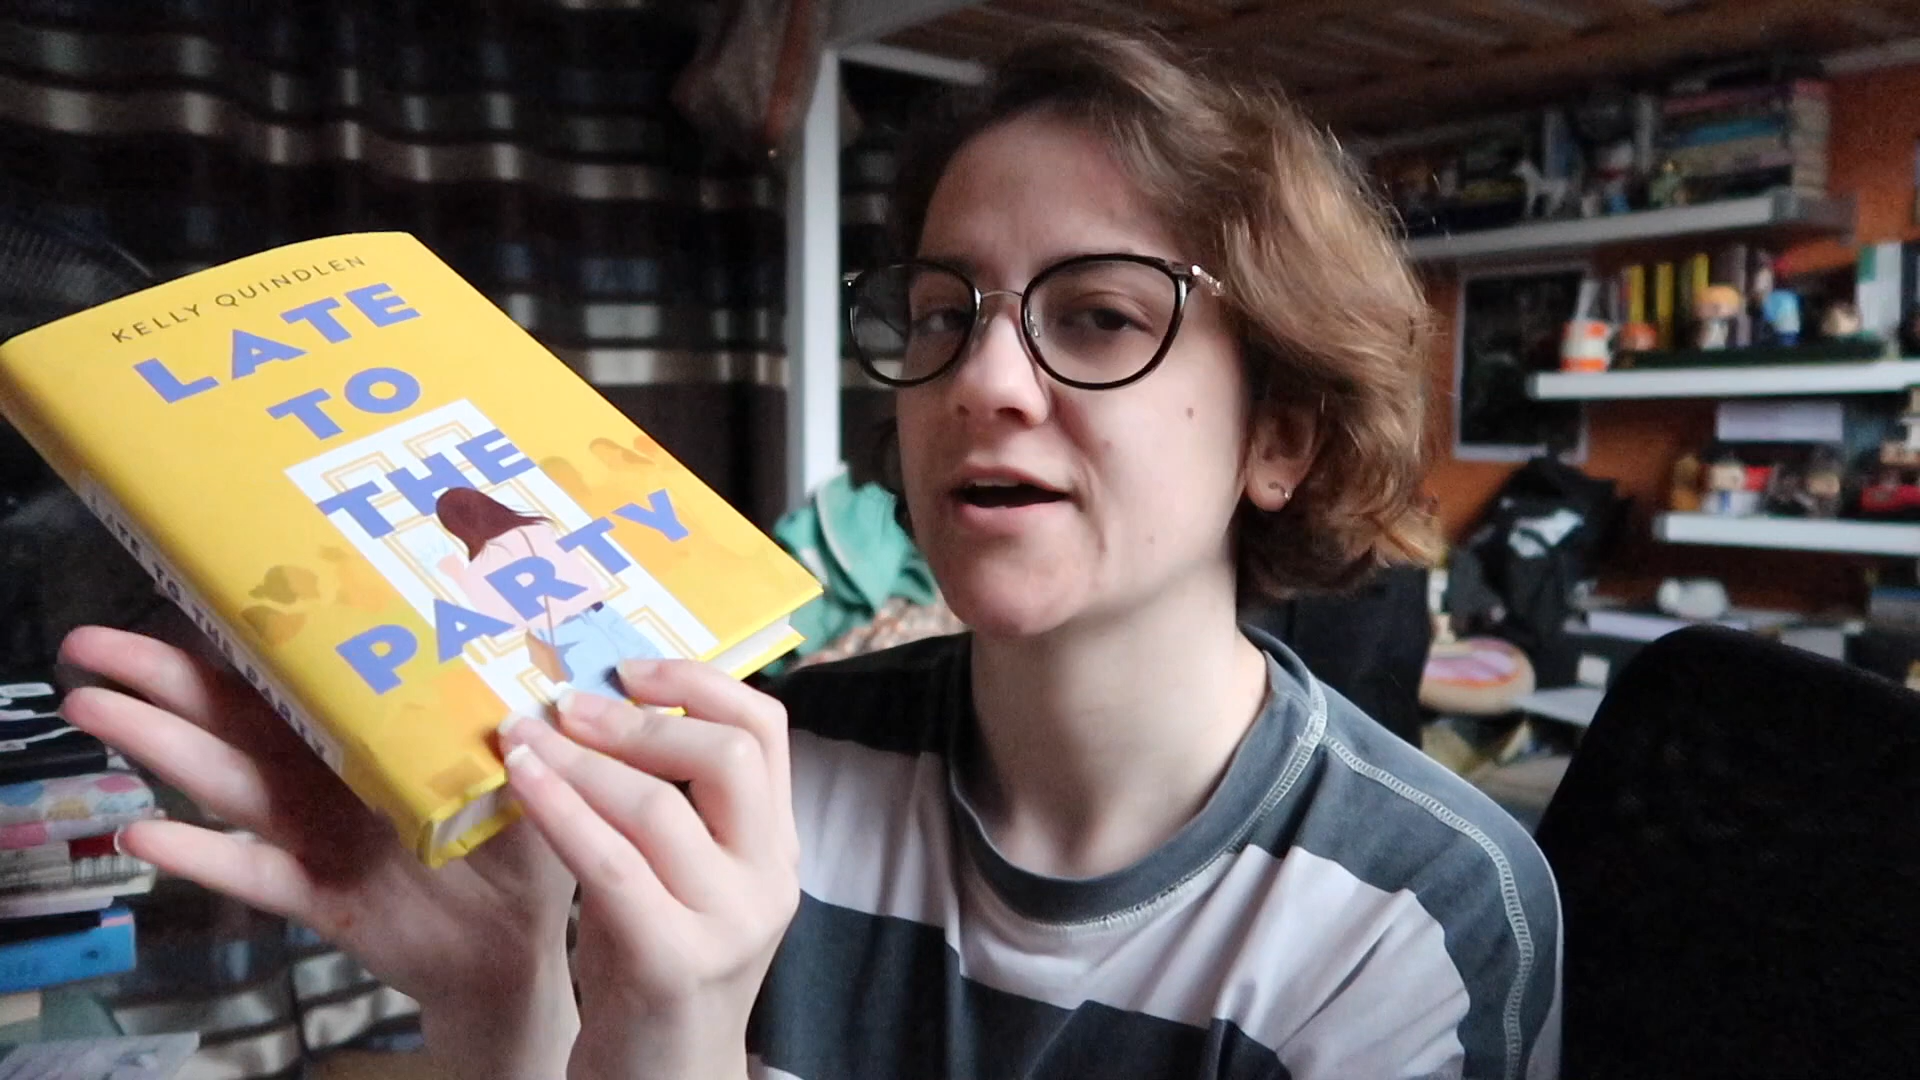 KELLY QUINDLEN
LATE
TO
THE
PARTY
LATE TO THE PARTY